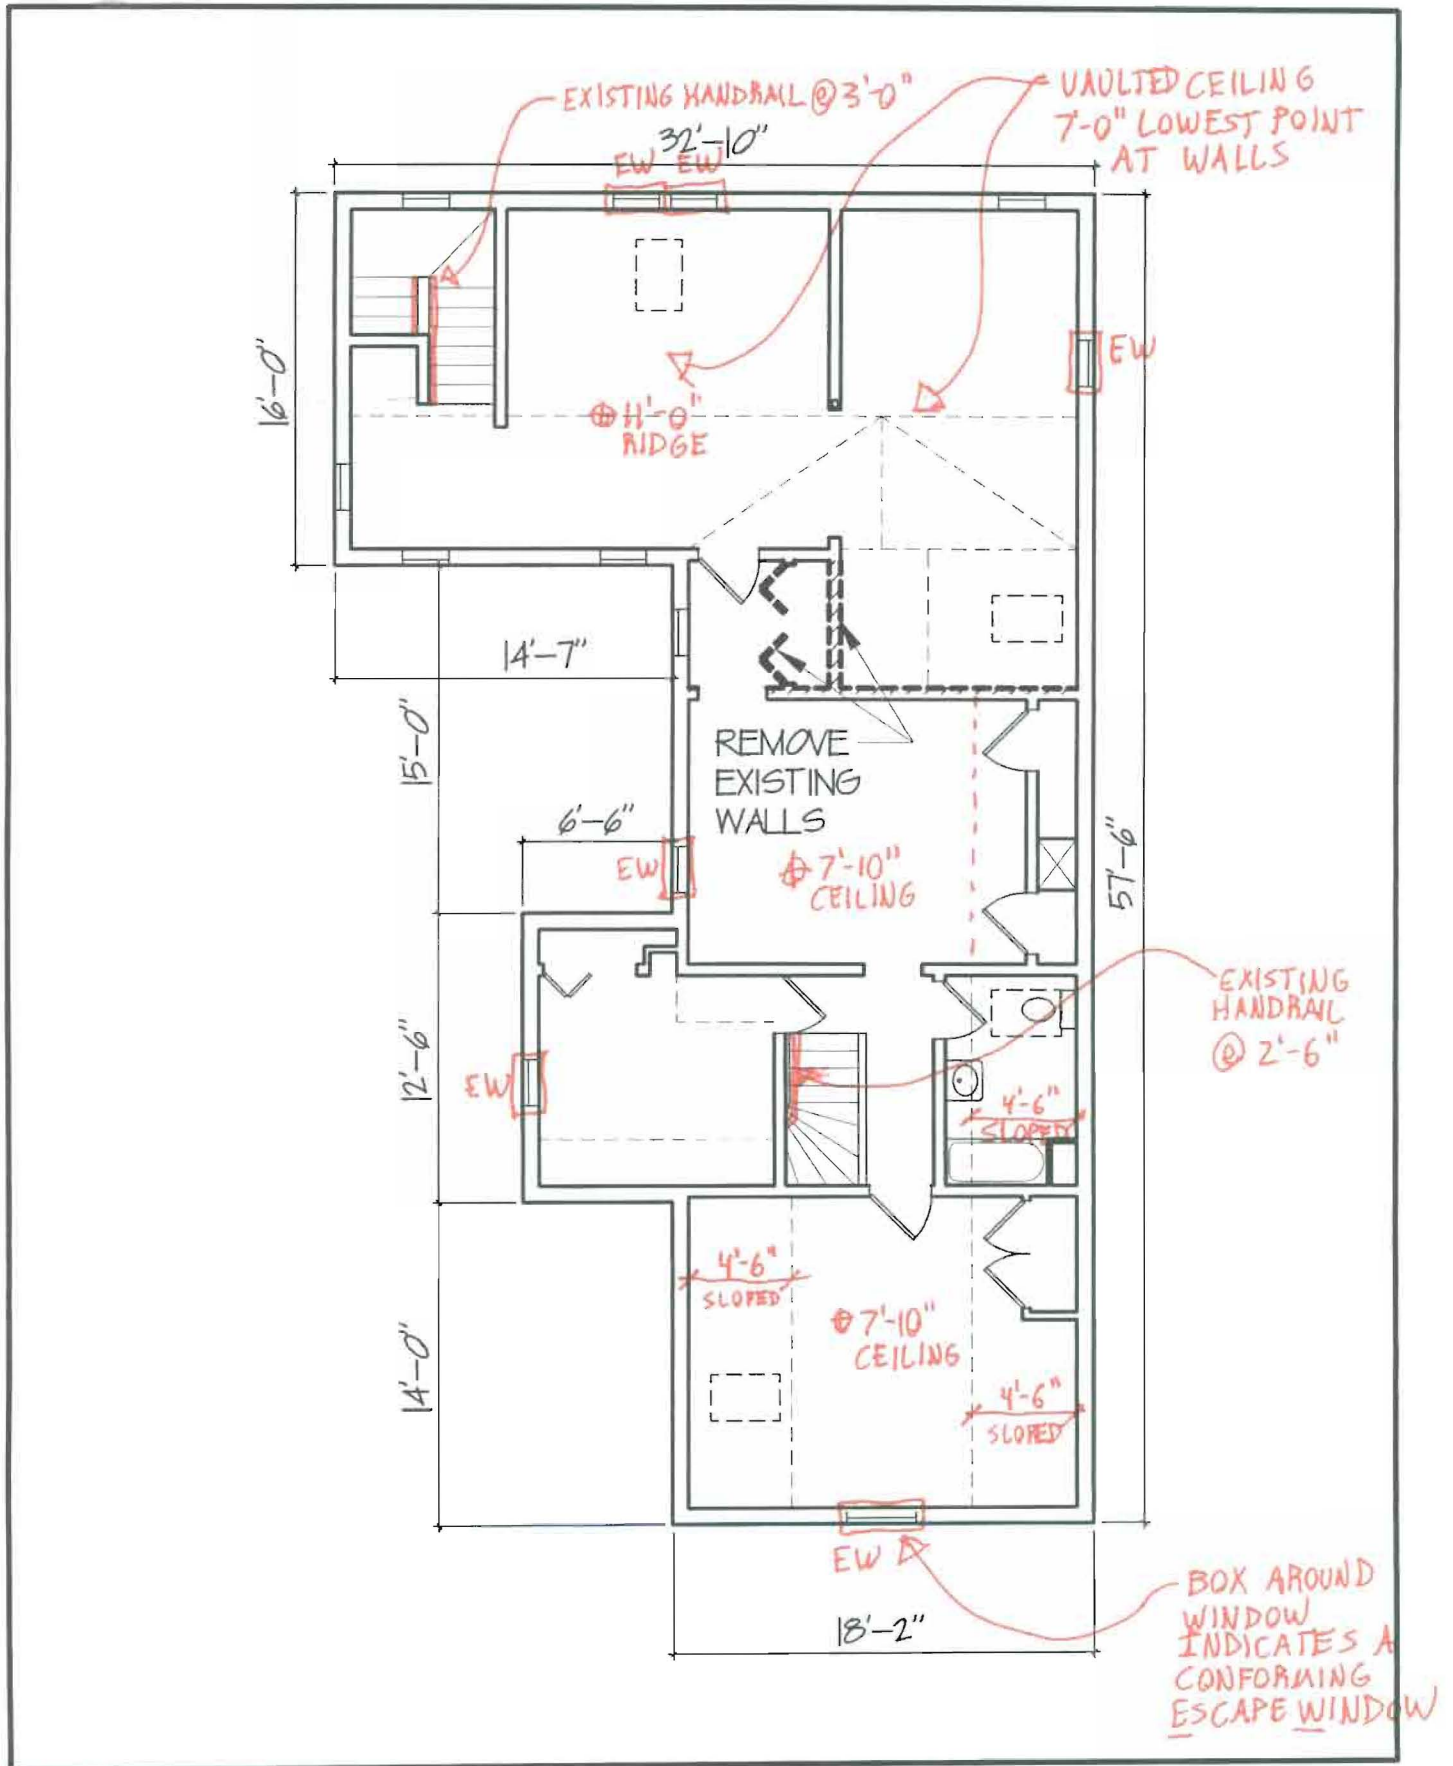 EXISTING HANDRAIL @ 3'-0"
VAULTED CEILING
7'-0" LOWEST POINT
AT WALLS
32'-10"
EW EW
EW
16'-0"
11'-0"
RIDGE
14'-7"
15'-0"
REMOVE
EXISTING
WALLS
6'-6"
EW
7'-10"
CEILING
57'-6"
EXISTING
HANDRAIL
@ 2'-6"
12'-6"
EW
4'-6"
SLOPED
4'-6"
SLOPED
7'-10"
CEILING
14'-0"
4'-6"
SLOPED
EW
18'-2"
BOX AROUND
WINDOW
INDICATES A
CONFORMING
ESCAPE WINDOW